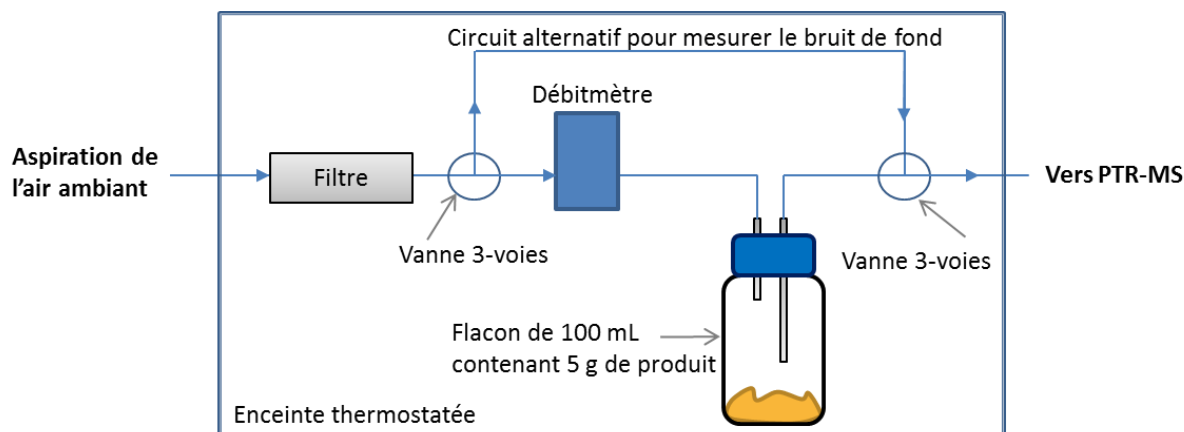 Circuit alternatif pour mesurer le bruit de fond
Débitmètre
Aspiration de
l'air ambiant
Filtre
Vers PTR-MS
Vanne 3-voies
Vanne 3-voies
Flacon de 100 mL
contenant 5 g de produit
Enceinte thermostatée